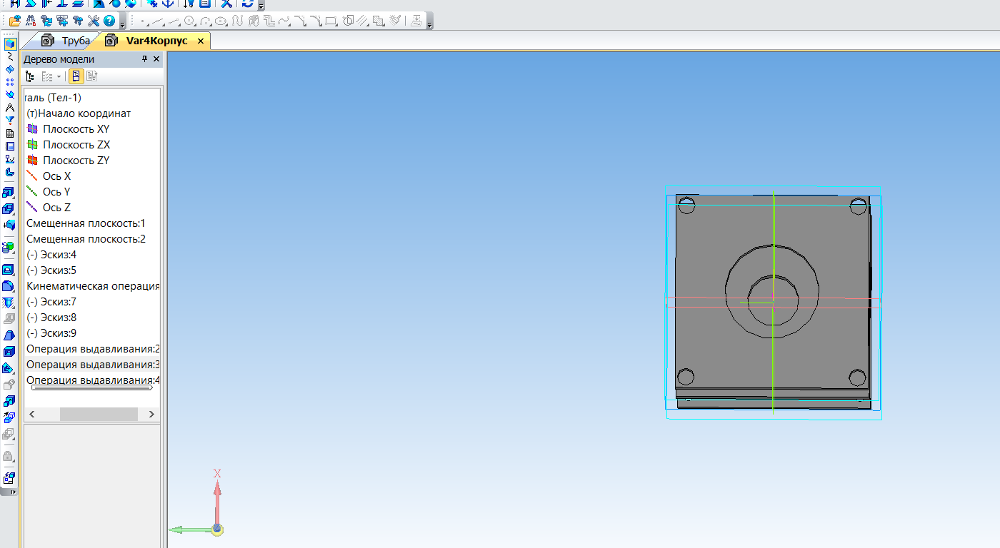 Труба
Var4Корпус
Дерево модели
таль (Тел-1)
(т)Начало координат
Плоскость XY
Плоскость ZX
Плоскость ZY
Ось X
Ось Y
Ось Z
Смещенная плоскость:1
Смещенная плоскость:2
(-) Эскиз:4
(-) Эскиз:5
Кинематическая операция
(-) Эскиз:7
(-) Эскиз:8
(-) Эскиз:9
Операция выдавливания:2
Операция выдавливания:3
Операция выдавливания:4
X